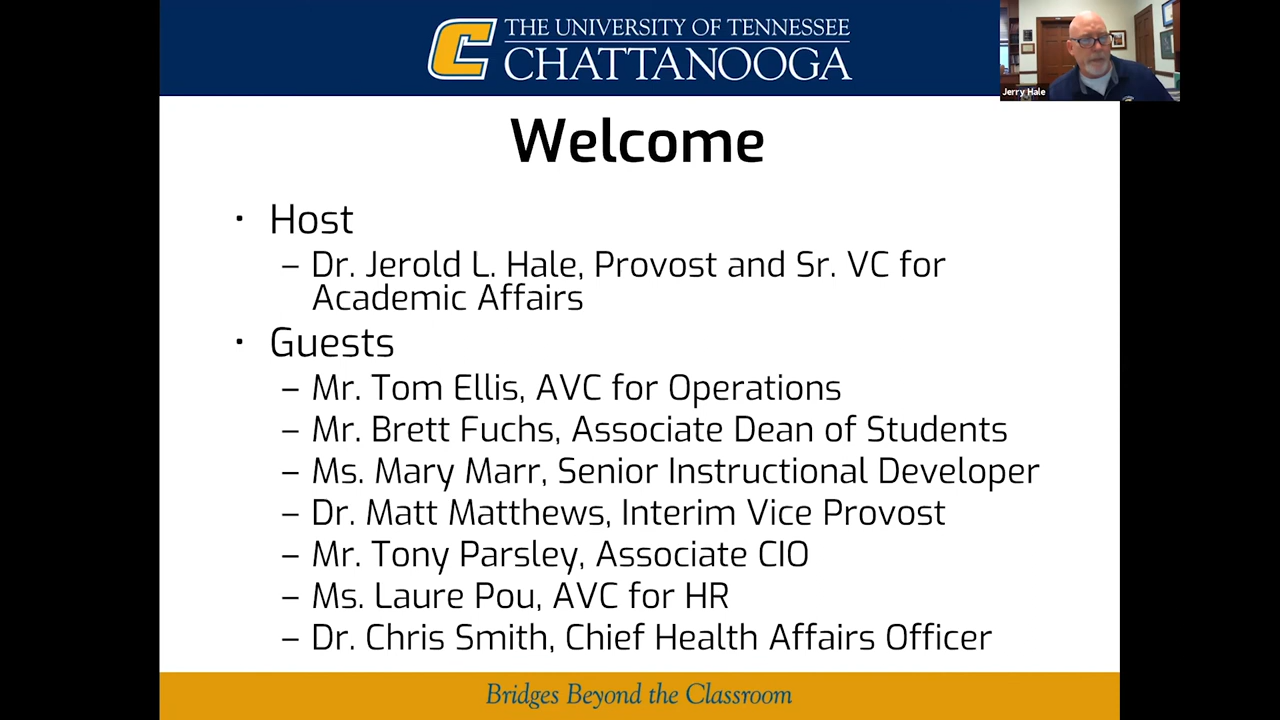 THE UNIVERSITY OF TENNESSEE
CHATTANOOGA
Jerry Hale
Welcome
• Host
– Dr. Jerold L. Hale, Provost and Sr. VC for
Academic Affairs
• Guests
– Mr. Tom Ellis, AVC for Operations
– Mr. Brett Fuchs, Associate Dean of Students
– Ms. Mary Marr, Senior Instructional Developer
– Dr. Matt Matthews, Interim Vice Provost
– Mr. Tony Parsley, Associate CIO
– Ms. Laure Pou, AVC for HR
– Dr. Chris Smith, Chief Health Affairs Officer
Bridges Beyond the Classroom